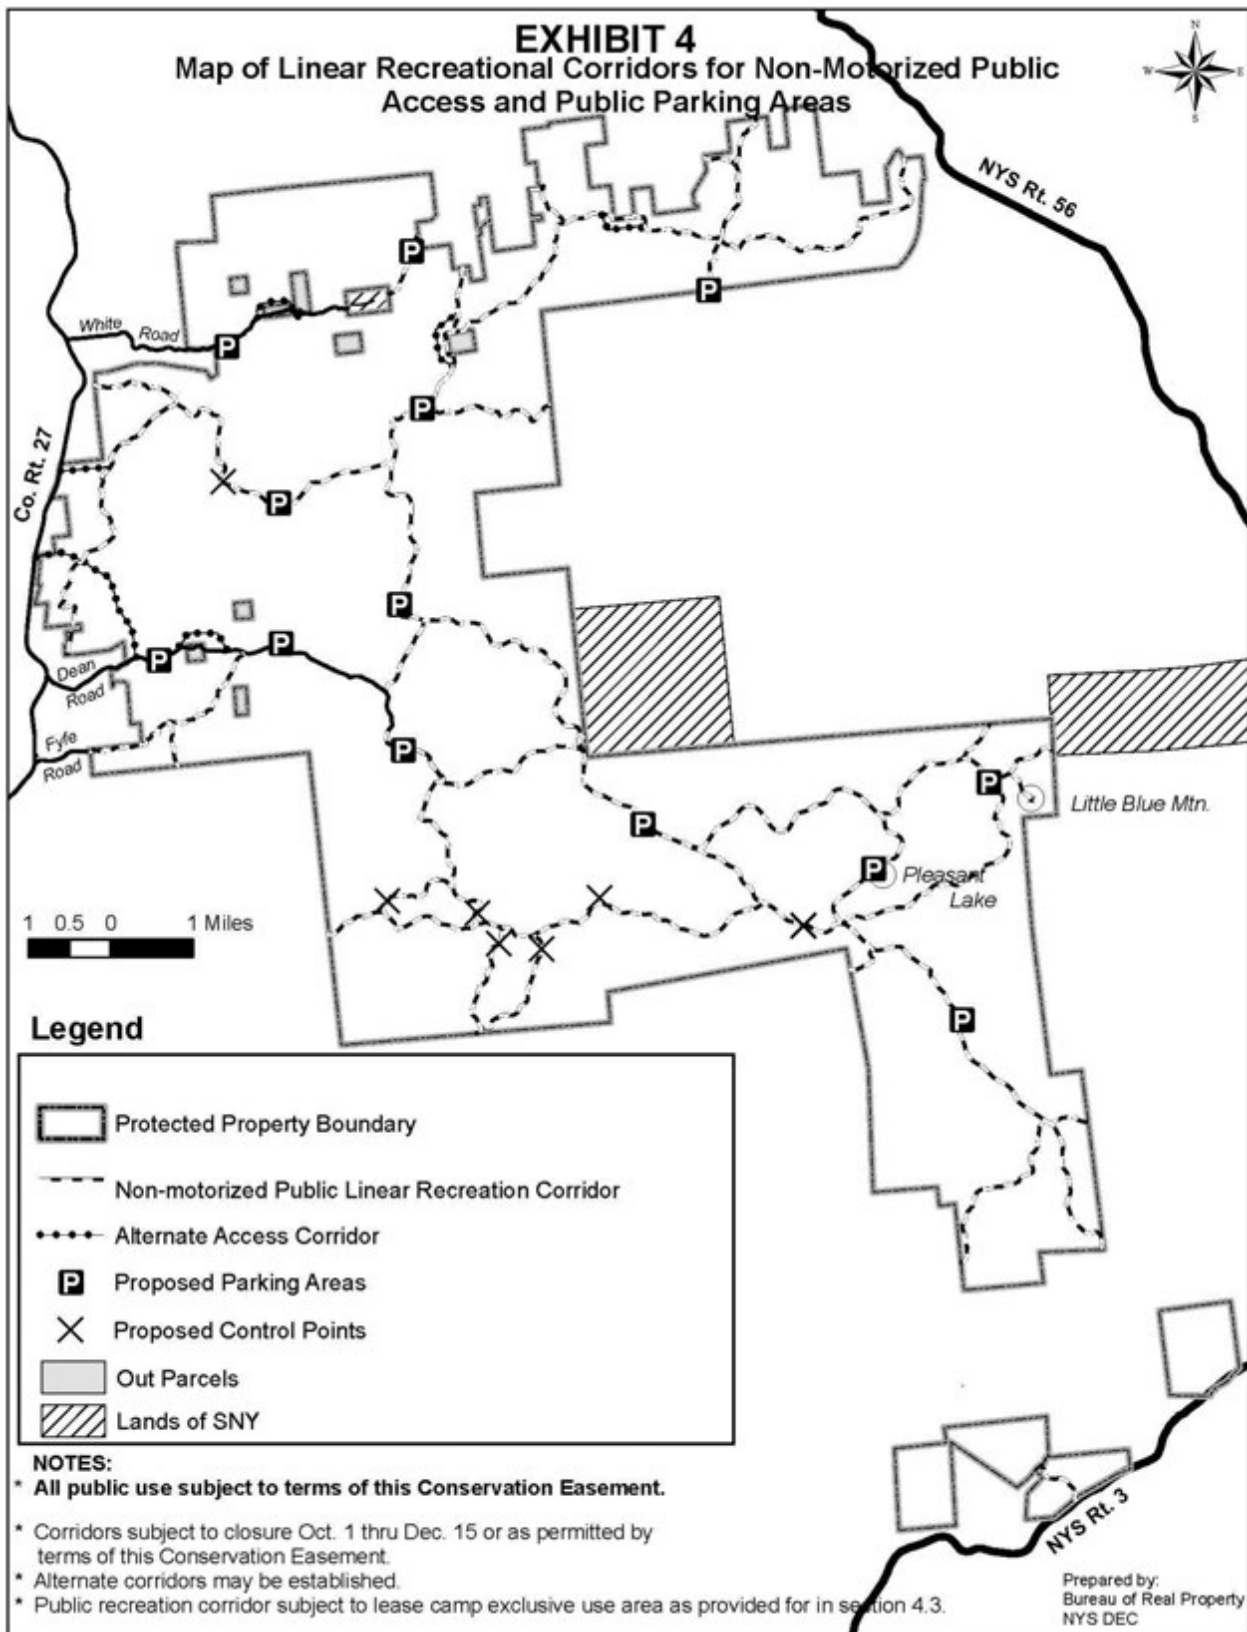 EXHIBIT 4
Map of Linear Recreational Corridors for Non-Motorized Public
Access and Public Parking Areas
N
W
E
S
NYS Rt. 56
White Road
P
P
P
P
Co. Rt. 27
P
P
P
P
Dean
Road
Fyfe
Road
P
P
P
Little Blue Mtn.
P
Pleasant
Lake
1 0.5 0 1 Miles
P
Legend
Protected Property Boundary
Non-motorized Public Linear Recreation Corridor
Alternate Access Corridor
P Proposed Parking Areas
Proposed Control Points
Out Parcels
Lands of SNY
NOTES:
* All public use subject to terms of this Conservation Easement.
* Corridors subject to closure Oct. 1 thru Dec. 15 or as permitted by
terms of this Conservation Easement.
* Alternate corridors may be established.
* Public recreation corridor subject to lease camp exclusive use area as provided for in section 4.3.
NYS Rt. 3
Prepared by:
Bureau of Real Property
NYS DEC